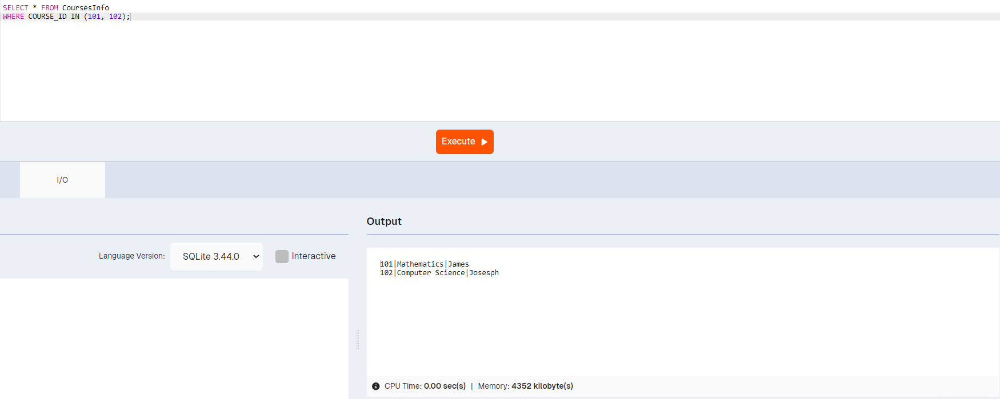 SELECT * FROM CoursesInfo
WHERE COURSE_ID IN (101, 102);
Execute
I/O
Output
Language Version: SQLite 3.44.0 Interactive
101|Mathematics|James
102|Computer Science|Josesph
CPU Time: 0.00 sec(s) | Memory: 4352 kilobyte(s)